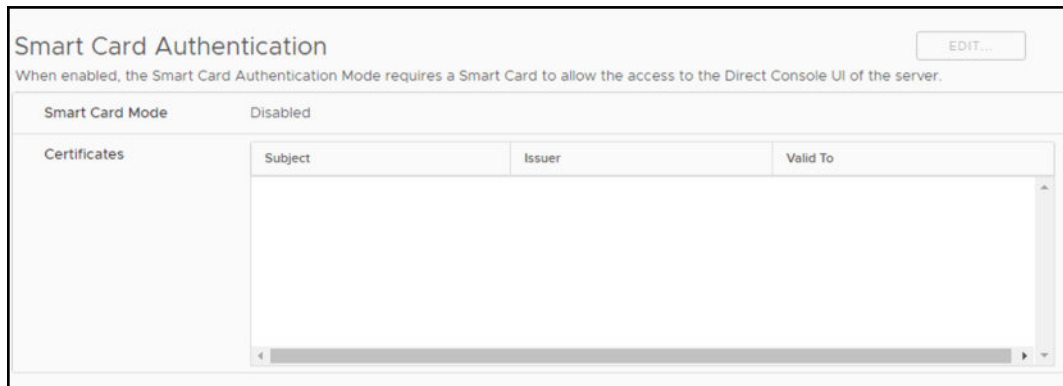 Smart Card Authentication
EDIT...
When enabled, the Smart Card Authentication Mode requires a Smart Card to allow the access to the Direct Console UI of the server.
Smart Card Mode Disabled
Certificates
Subject Issuer Valid To